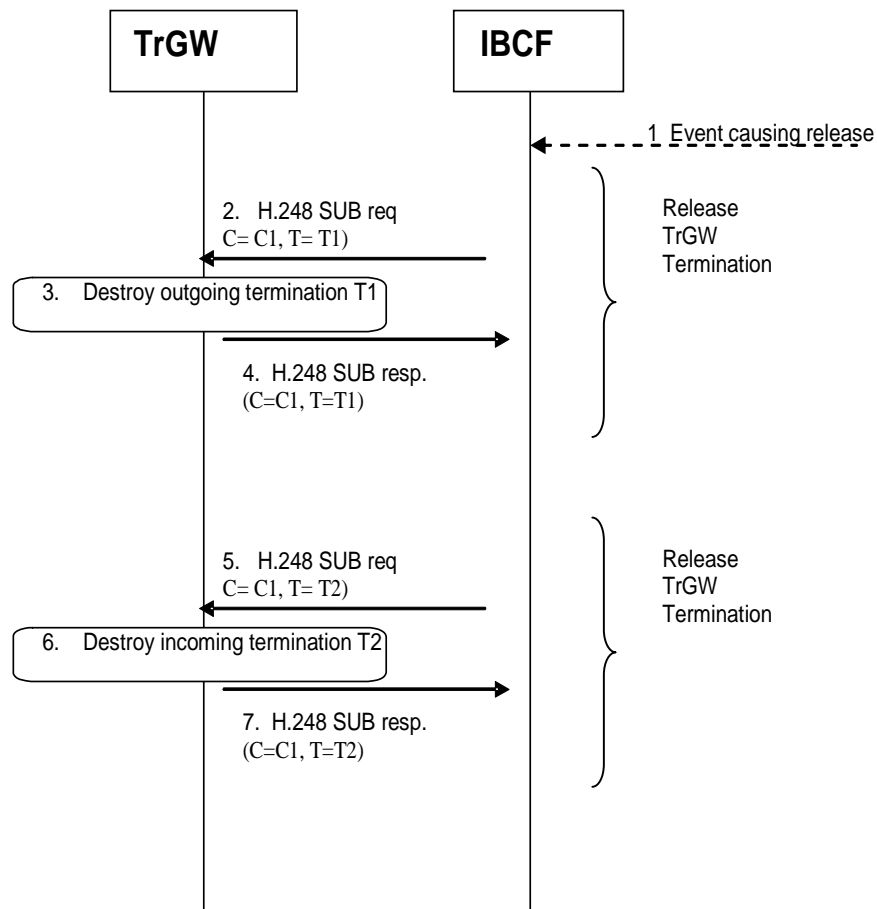 TrGW
IBCF
1 Event causing release
2. H.248 SUB req
C= C1, T= T1)
Release
TrGW
Termination
3. Destroy outgoing termination T1
4. H.248 SUB resp.
(C=C1, T=T1)
5. H.248 SUB req
C= C1, T= T2)
Release
TrGW
Termination
6. Destroy incoming termination T2
7. H.248 SUB resp.
(C=C1, T=T2)